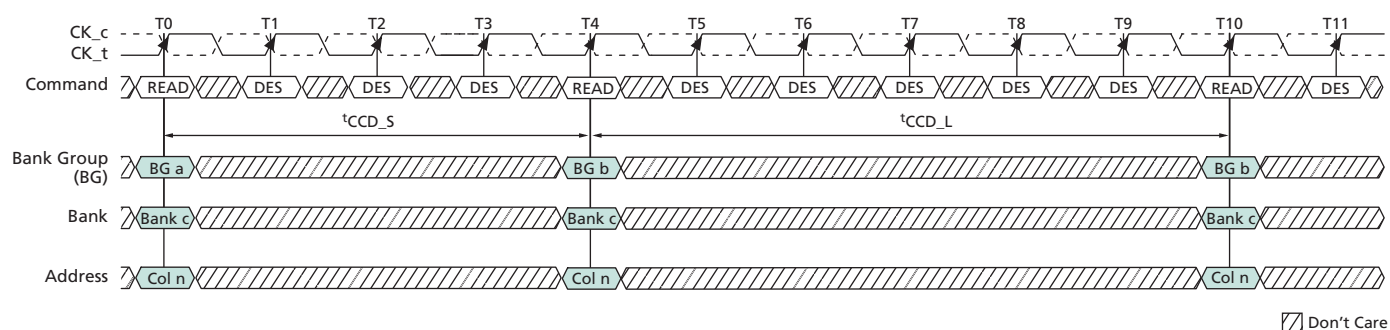 T0 T1 T2 T3 T4 T5 T6 T7 T8 T9 T10 T11
CK_c
CK_t
Command READ DES DES DES READ DES DES DES DES DES READ DES
tCCD_S tCCD_L
Bank Group
(BG) BG a BG b BG b
Bank Bank c Bank c Bank c
Address Col n Col n Col n
Don't Care